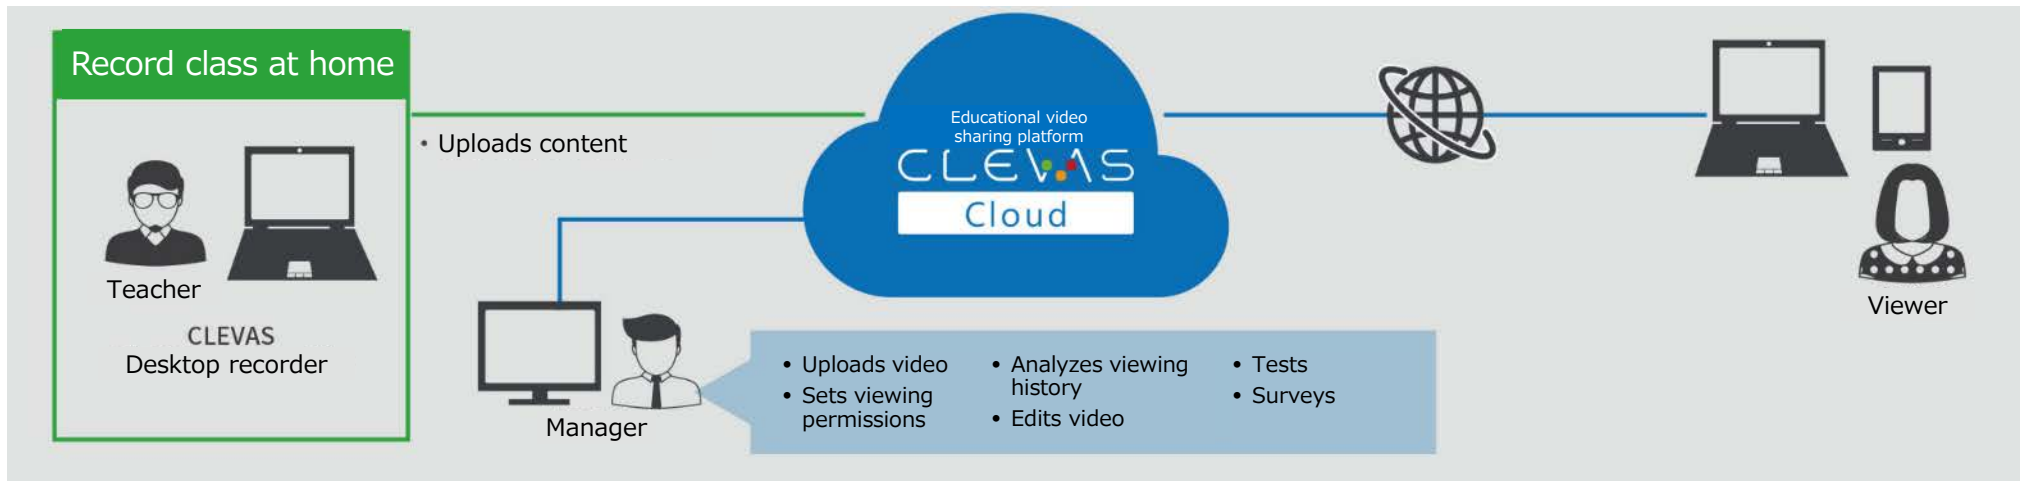 Record class at home
Teacher
CLEVAS
Desktop recorder
• Uploads content
Educational video
sharing platform
CLEVAS
Cloud
Manager
• Uploads video
• Sets viewing
permissions
• Analyzes viewing
history
• Edits video
• Tests
• Surveys
Viewer